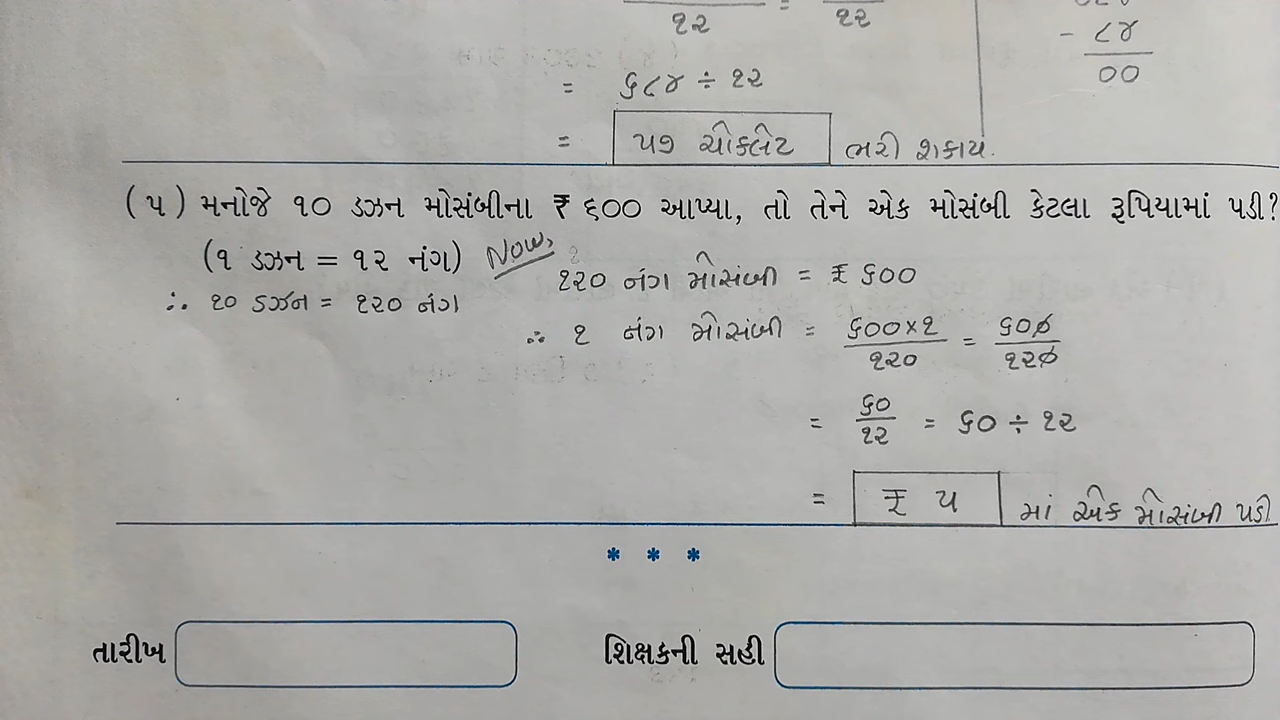 ૧૨ = ૧૨
- ૮૪
૦૦
= ૬૮૪ ÷ ૧૨
= ૫૭ ચોકલેટ ભરી શકાય.
(૫) મનોજે ૧૦ ડઝન મોસંબીના ₹ ૬૦૦ આપ્યા, તો તેને એક મોસંબી કેટલા રૂપિયામાં પડી?
(૧ ડઝન = ૧૨ નંગ) Now,
૧૨૦ નંગ મોસંબી = ₹ ૬૦૦
∴ ૧૦ ડઝન = ૧૨૦ નંગ
∴ ૧ નંગ મોસંબી = ૬૦૦×૧/૧૨૦ = ૬૦૦/૧૨૦
= ૬૦/૧૨ = ૬૦ ÷ ૧૨
= ₹ ૫ માં એક મોસંબી પડી
* * *
તારીખ શિક્ષકની સહી